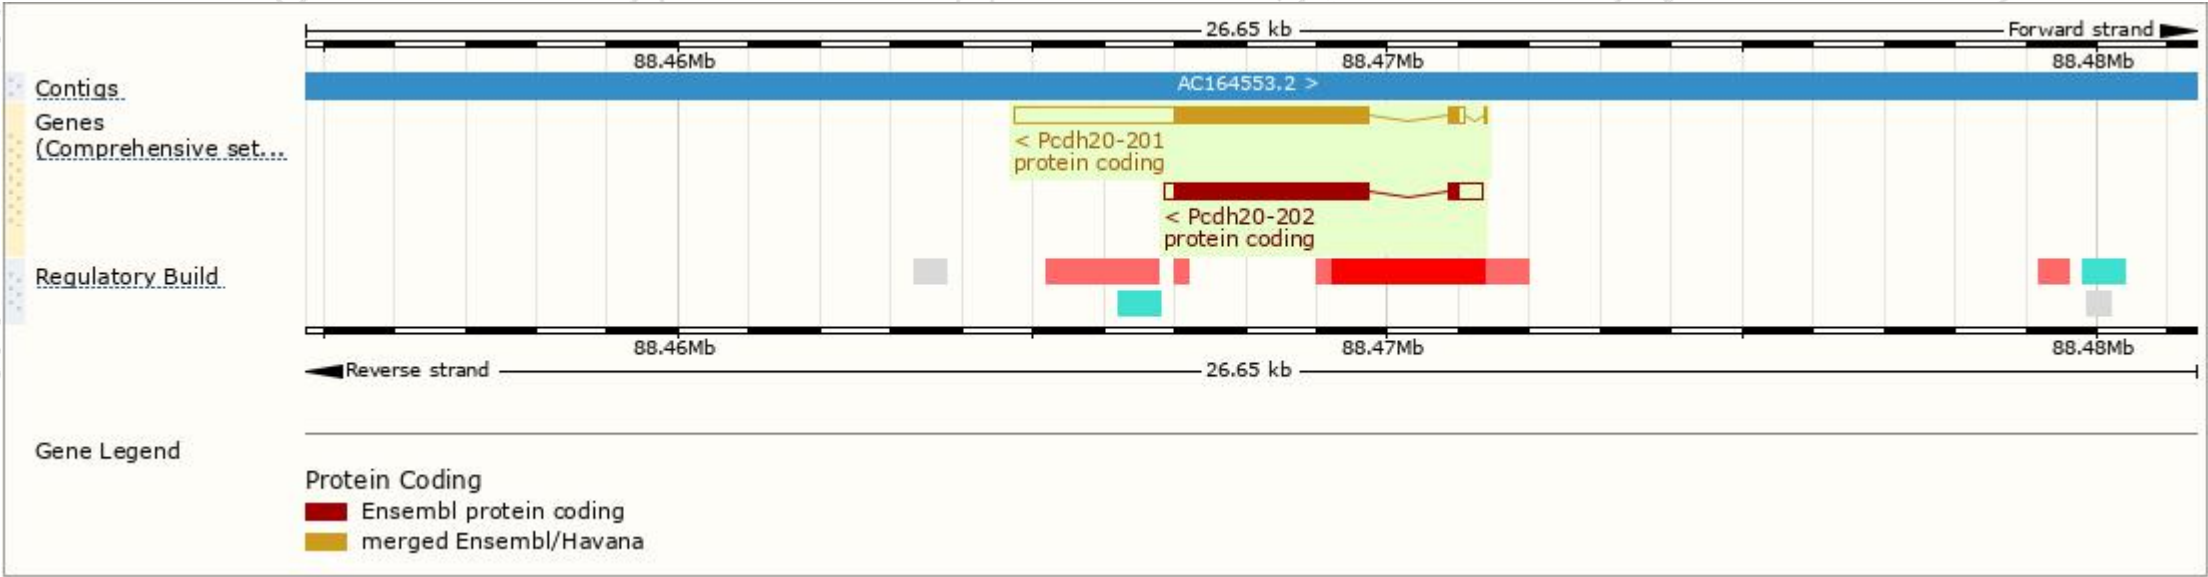 26.65 kb
Forward strand
88.46Mb
88.47Mb
88.48Mb
Contigs
AC164553.2 >
Genes
(Comprehensive set...
< Pcdh20-201
protein coding
< Pcdh20-202
protein coding
Regulatory Build
88.46Mb
88.47Mb
88.48Mb
Reverse strand
26.65 kb
Gene Legend
Protein Coding
Ensembl protein coding
merged Ensembl/Havana